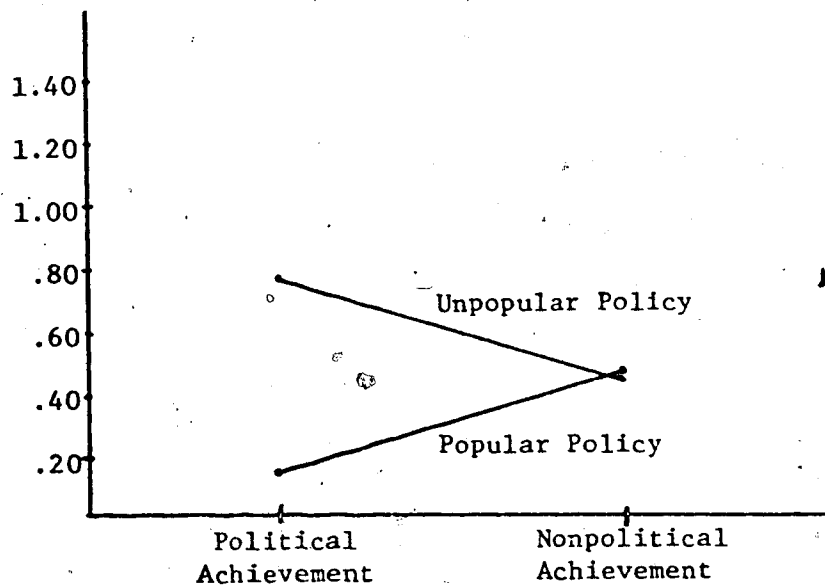 1.40
1.20
1.00
.80
Unpopular Policy
.60
.40
Popular Policy
.20
Political
Achievement
Nonpolitical
Achievement